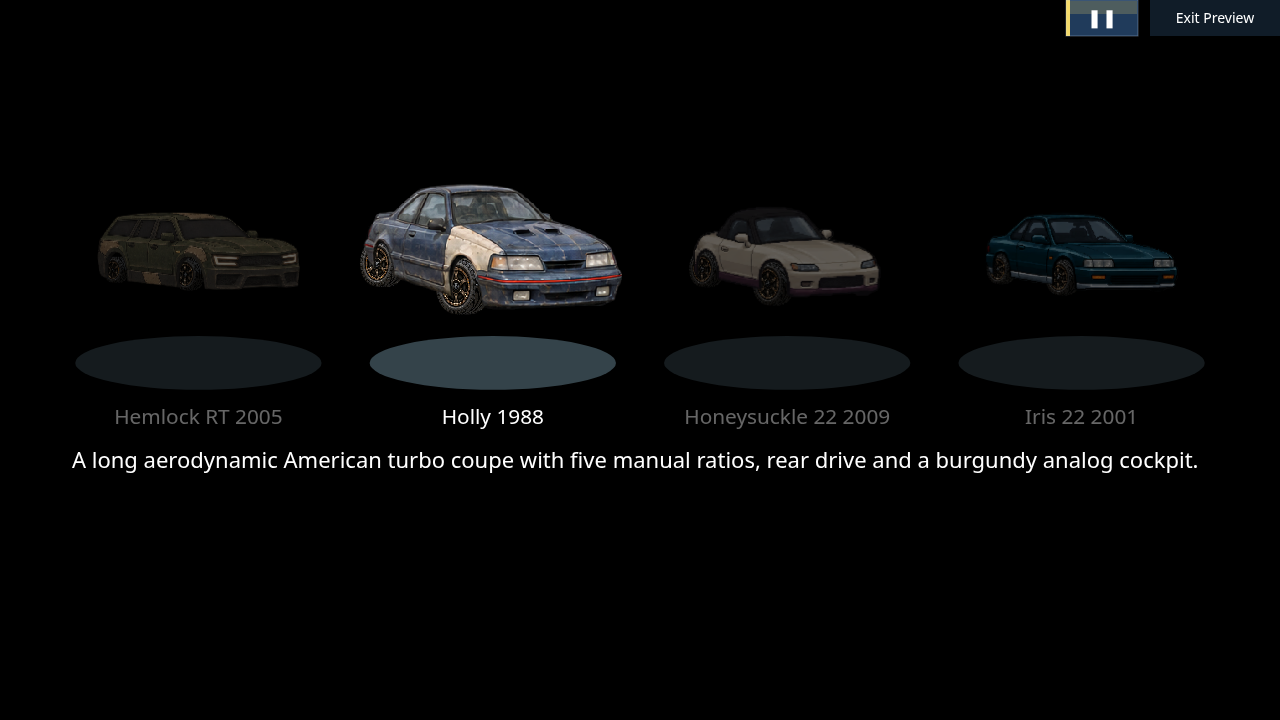 Exit Preview
Hemlock RT 2005
Holly 1988
Honeysuckle 22 2009
Iris 22 2001
A long aerodynamic American turbo coupe with five manual ratios, rear drive and a burgundy analog cockpit.